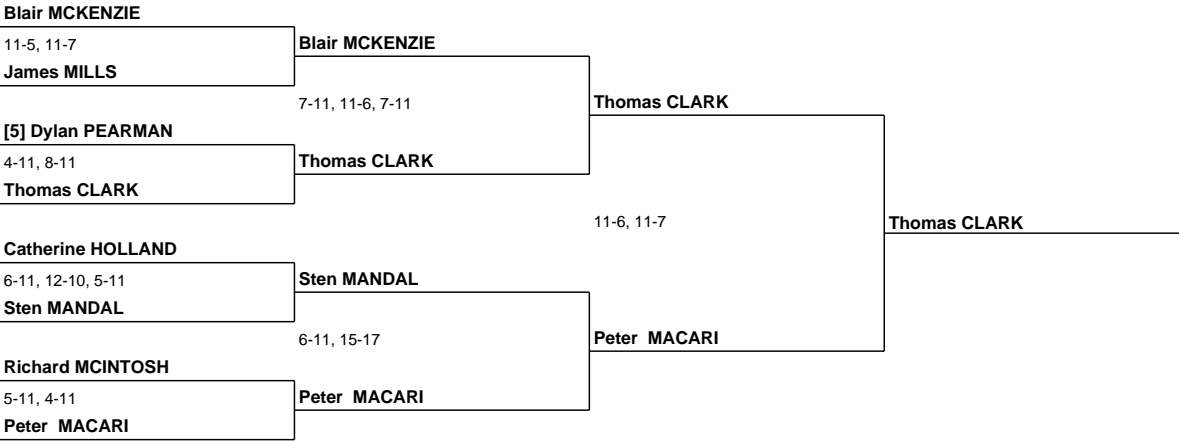 Blair MCKENZIE
11-5, 11-7
Blair MCKENZIE
James MILLS
7-11, 11-6, 7-11
Thomas CLARK
[5] Dylan PEARMAN
4-11, 8-11
Thomas CLARK
Thomas CLARK
11-6, 11-7
Thomas CLARK
Catherine HOLLAND
6-11, 12-10, 5-11
Sten MANDAL
Sten MANDAL
6-11, 15-17
Peter MACARI
Richard MCINTOSH
5-11, 4-11
Peter MACARI
Peter MACARI